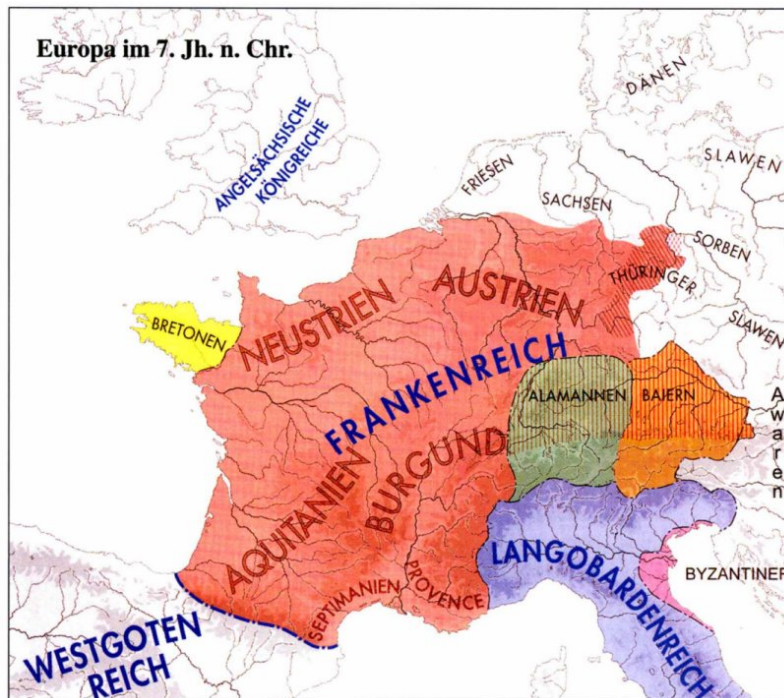 Europa im 7. Jh. n. Chr.
DÄNEN
ANGELSÄCHSISCHE
KÖNIGREICHE
SLAWEN
FRIESEN
SACHSEN
SORBEN
THÜRINGER
SLAWEN
AUSTRIEN
NEUSTRIEN
BRETONEN
FRANKENREICH
ALAMANNEN
BAJERN
Awaren
BURGUND
AQUITANIEN
LANGOBARDENREICH
BYZANTINER
SEPTIMANIEN
PROVENCE
WESTGOTEN
REICH